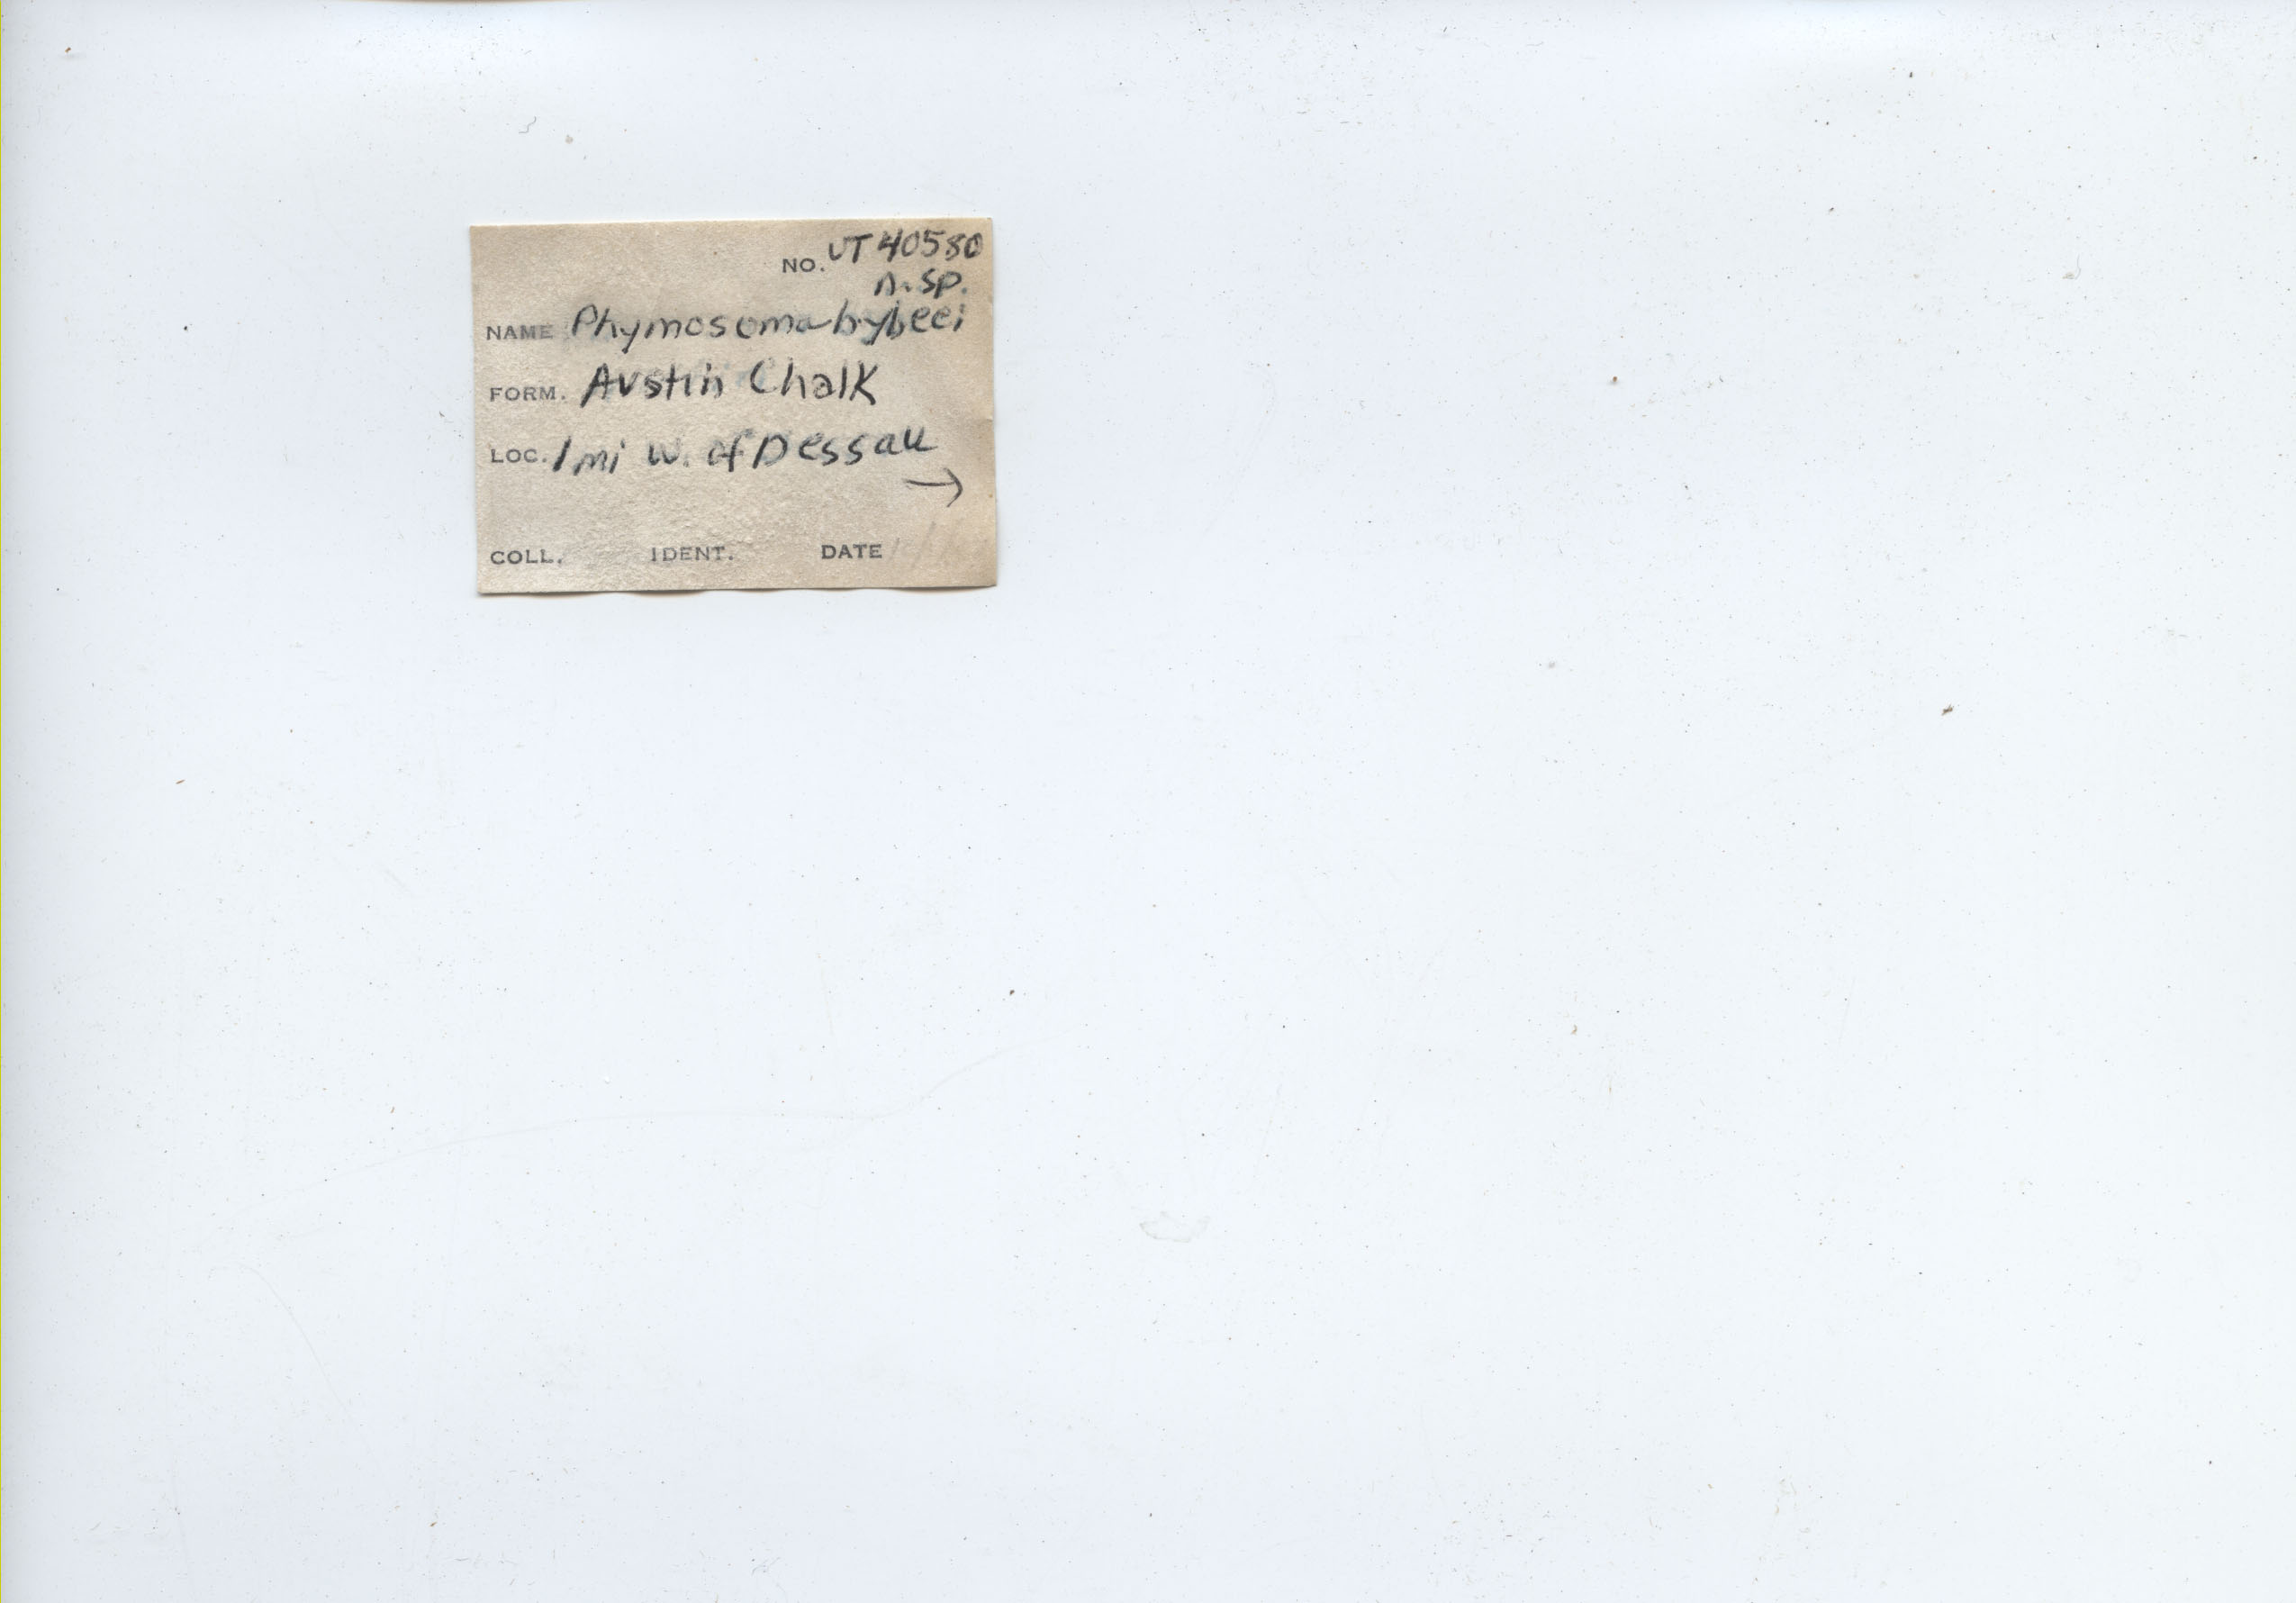 NO. UT 40580
n. sp.
NAME Phymosoma bybeei
FORM. Austin Chalk
LOC. 1 mi W. of Dessau
→
COLL. IDENT. DATE